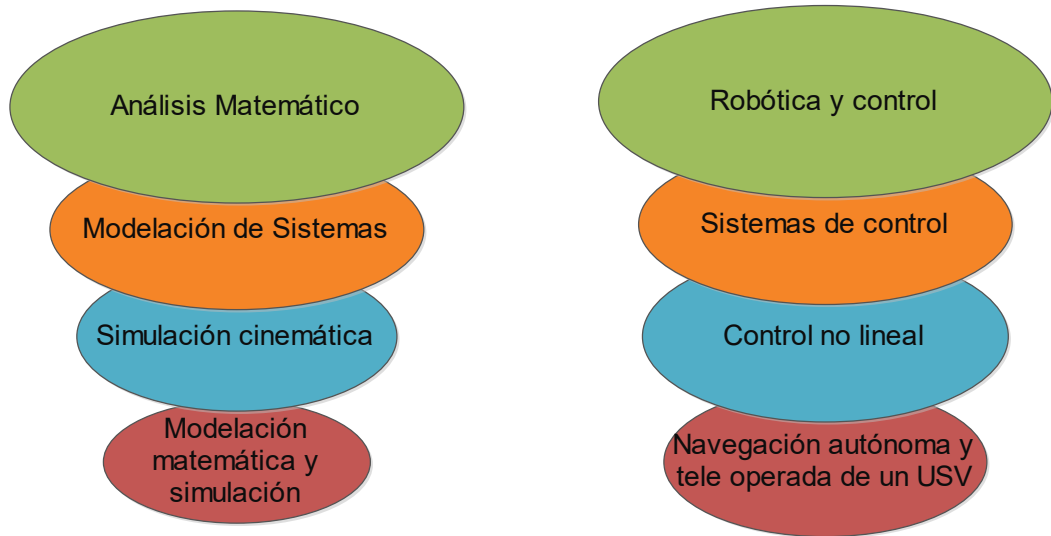 Análisis Matemático
Modelación de Sistemas
Simulación cinemática
Modelación
matemática y
simulación
Robótica y control
Sistemas de control
Control no lineal
Navegación autónoma y
tele operada de un USV